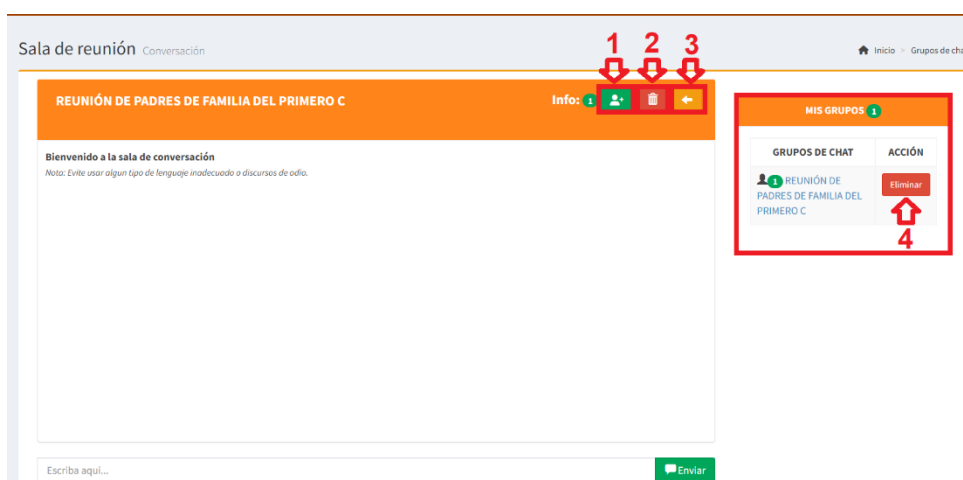 Sala de reunión Conversación
Inicio > Grupos de cha
1 2 3
REUNIÓN DE PADRES DE FAMILIA DEL PRIMERO C
Info: 1
Bienvenido a la sala de conversación
Nota: Evite usar algun tipo de lenguaje inadecuado o discursos de odio.
MIS GRUPOS 1
GRUPOS DE CHAT ACCIÓN
1 REUNIÓN DE
PADRES DE FAMILIA DEL
PRIMERO C
Eliminar
4
Escriba aquí...
Enviar